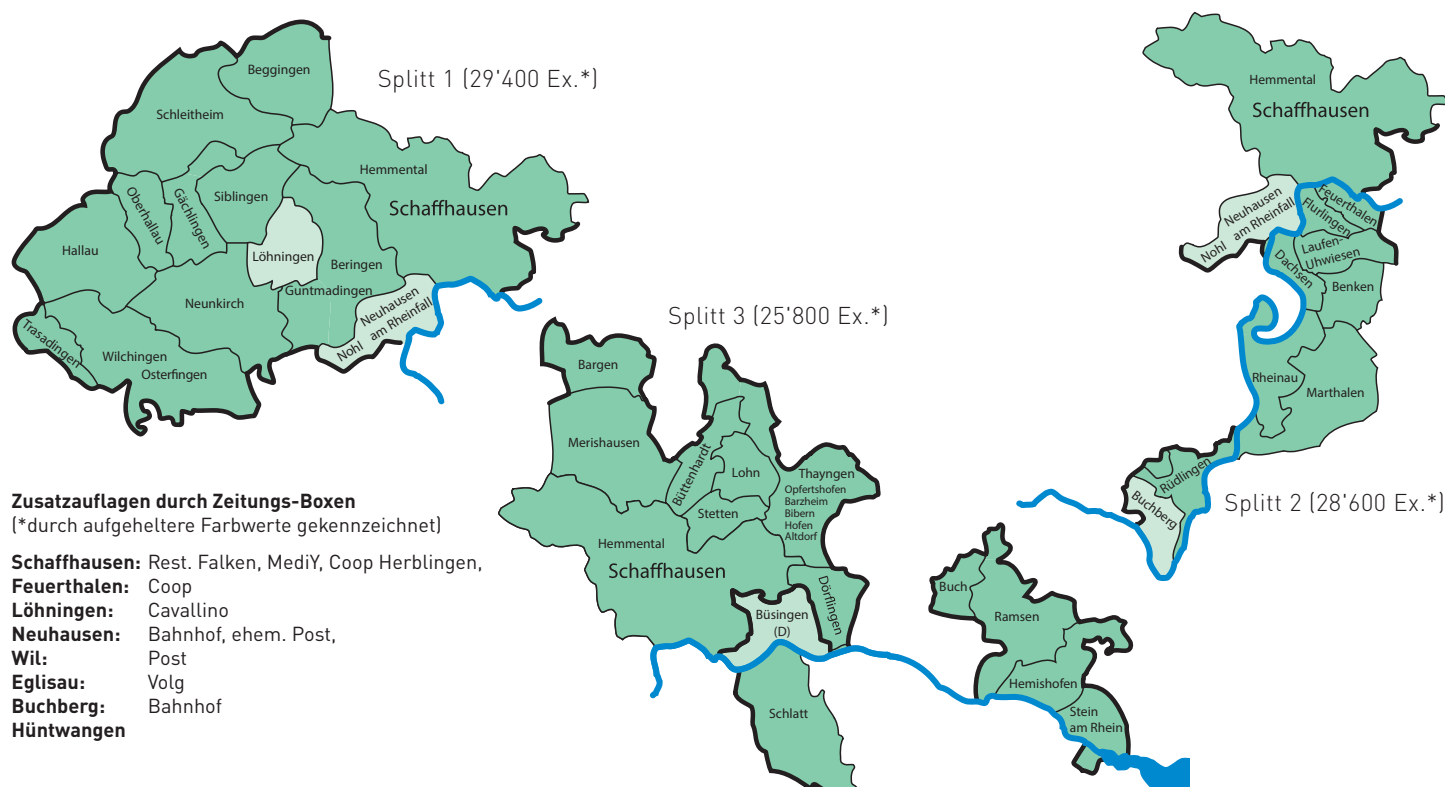 Splitt 1 (29'400 Ex.*)
Beggingen
Schleitheim
Hemmental
Schaffhausen
Siblingen
Gächlingen
Oberhallau
Hallau
Löhningen
Beringen
Guntmadingen
Neunkirch
Neuhausen
am Rheinfall
Nohl
Trasadingen
Wilchingen
Osterfingen
Splitt 3 (25'800 Ex.*)
Bargen
Merishausen
Büttenhardt
Lohn
Thayngen
Opfertshofen
Barzheim
Bibern
Hofen
Altdorf
Stetten
Hemmental
Schaffhausen
Dörflingen
Büsingen
(D)
Schlatt
Buch
Ramsen
Hemishofen
Stein
am Rhein
Hemmental
Schaffhausen
Neuhausen
am Rheinfall
Nohl
Feuerthalen
Flurlingen
Laufen-
Uhwiesen
Dachsen
Benken
Rheinau
Marthalen
Rüdlingen
Buchberg
Splitt 2 (28'600 Ex.*)
Zusatzauflagen durch Zeitungs-Boxen
(*durch aufgeheltere Farbwerte gekennzeichnet)
Schaffhausen: Rest. Falken, MediY, Coop Herblingen,
Feuerthalen: Coop
Löhningen: Cavallino
Neuhausen: Bahnhof, ehem. Post,
Wil: Post
Eglisau: Volg
Buchberg: Bahnhof
Hüntwangen